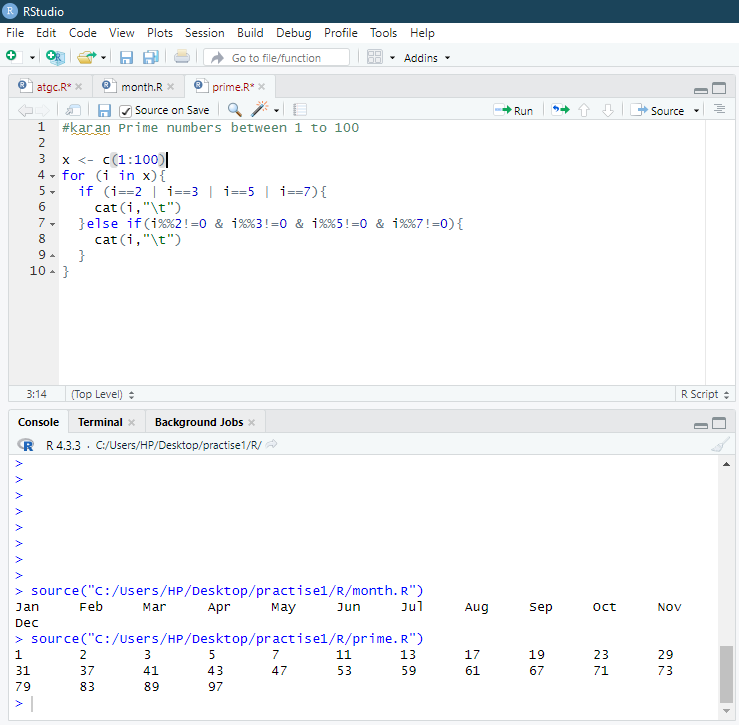 RStudio
File Edit Code View Plots Session Build Debug Profile Tools Help
Go to file/function Addins
atgc.R* month.R prime.R*
Source on Save Run Source
1 #karan Prime numbers between 1 to 100
2
3 x <- c(1:100)
4 for (i in x){
5 if (i==2 | i==3 | i==5 | i==7){
6 cat(i,"\t")
7 }else if(i%%2!=0 & i%%3!=0 & i%%5!=0 & i%%7!=0){
8 cat(i,"\t")
9 }
10 }
3:14 (Top Level) R Script
Console Terminal Background Jobs
R 4.3.3 · C:/Users/HP/Desktop/practise1/R/
>
>
>
>
>
>
>
>
> source("C:/Users/HP/Desktop/practise1/R/month.R")
Jan Feb Mar Apr May Jun Jul Aug Sep Oct Nov
Dec
> source("C:/Users/HP/Desktop/practise1/R/prime.R")
1 2 3 5 7 11 13 17 19 23 29
31 37 41 43 47 53 59 61 67 71 73
79 83 89 97
>